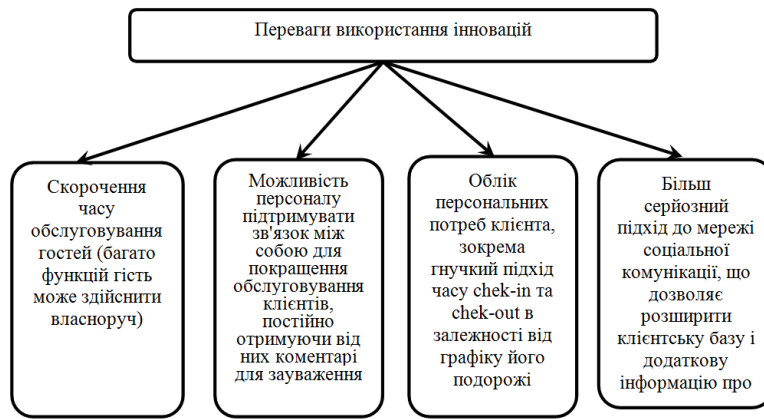 Переваги використання інновацій
Скорочення
часу
обслуговування
гостей (багато
функцій гість
може здійснити
власноруч)
Можливість
персоналу
підтримувати
зв'язок між
собою для
покращення
обслуговування
клієнтів,
постійно
отримуючи від
них коментарі
для зауваження
Облік
персональних
потреб клієнта,
зокрема
гнучкий підхід
часу chek-in та
chek-out в
залежності від
графіку його
подорожі
Більш
серйозний
підхід до мережі
соціальної
комунікації, що
дозволяє
розширити
клієнтську базу і
додаткову
інформацію про